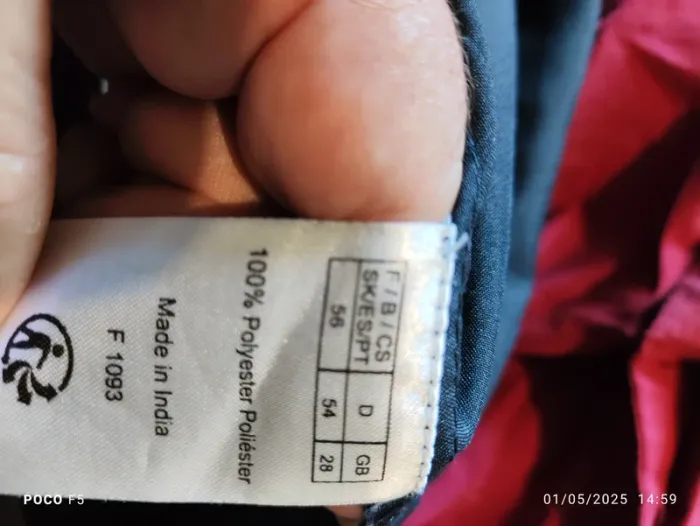 F / B / CS
SK/ES/PT D GB
56 54 28
100% Polyester Poliéster
Made in India
F 1093
POCO F5
01/05/2025 14:59